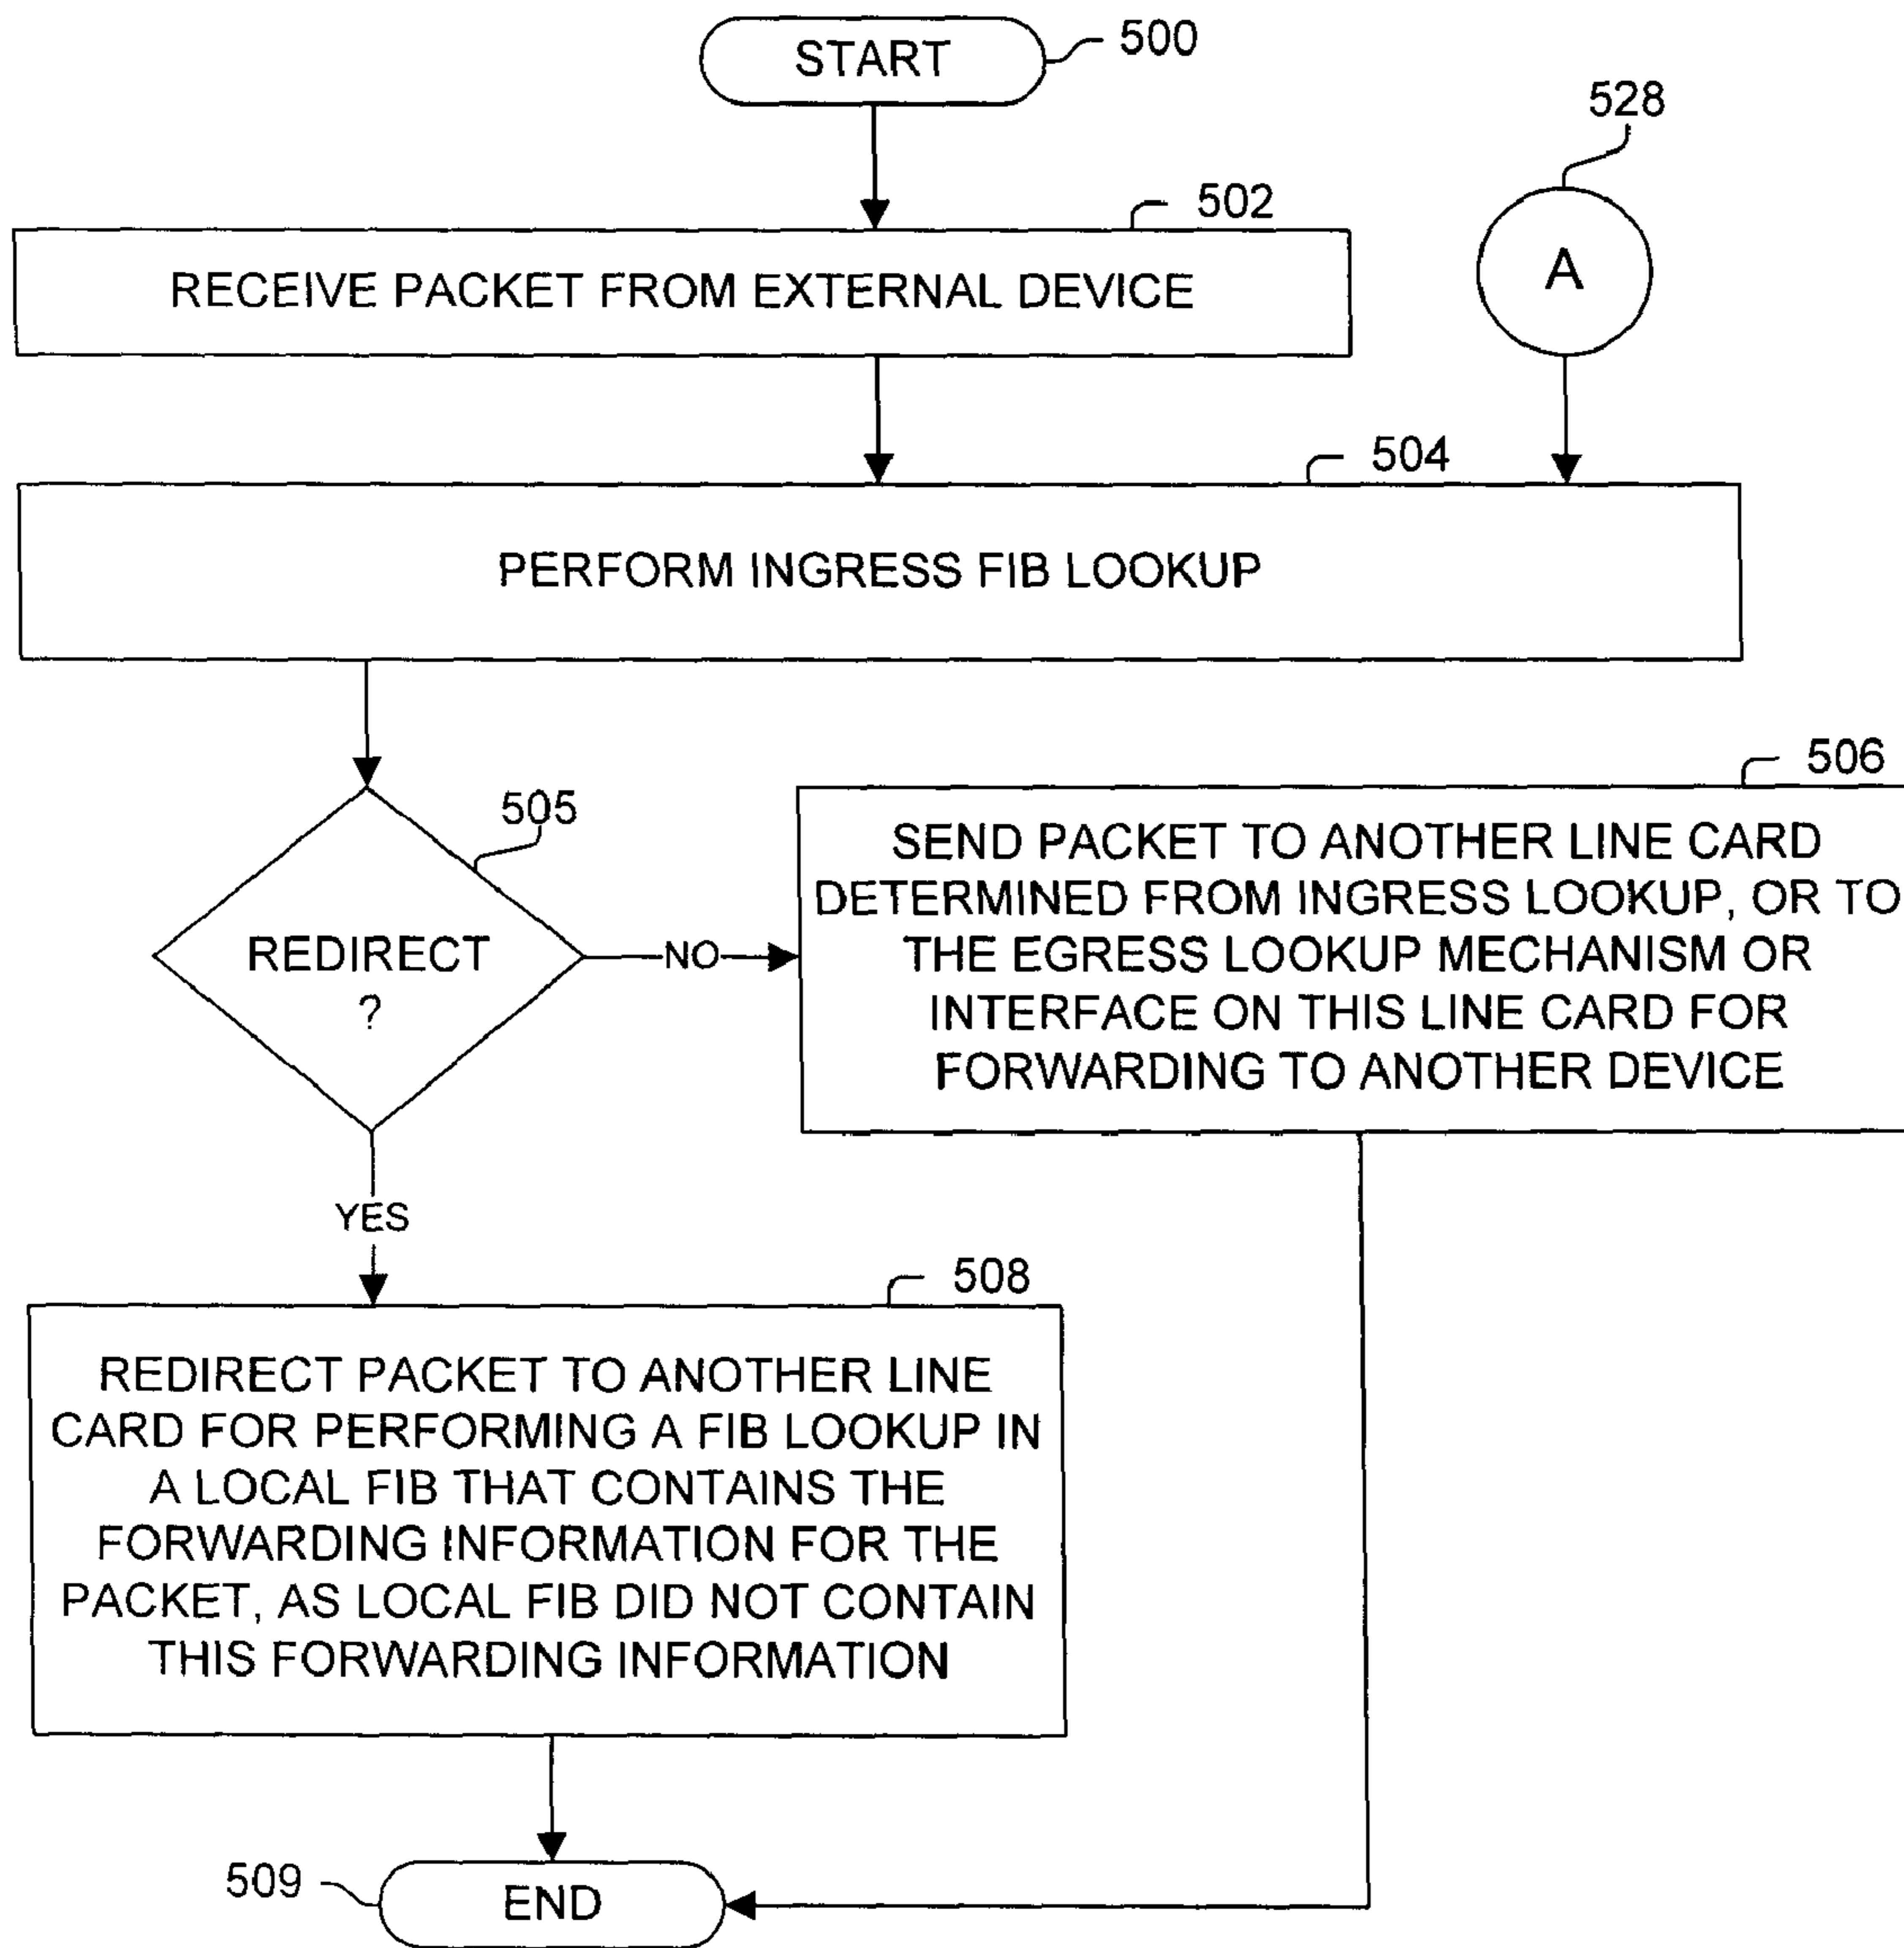 START
500
528
502
RECEIVE PACKET FROM EXTERNAL DEVICE
A
504
PERFORM INGRESS FIB LOOKUP
506
505
REDIRECT
?
NO
SEND PACKET TO ANOTHER LINE CARD
DETERMINED FROM INGRESS LOOKUP, OR TO
THE EGRESS LOOKUP MECHANISM OR
INTERFACE ON THIS LINE CARD FOR
FORWARDING TO ANOTHER DEVICE
YES
508
REDIRECT PACKET TO ANOTHER LINE
CARD FOR PERFORMING A FIB LOOKUP IN
A LOCAL FIB THAT CONTAINS THE
FORWARDING INFORMATION FOR THE
PACKET, AS LOCAL FIB DID NOT CONTAIN
THIS FORWARDING INFORMATION
509
END